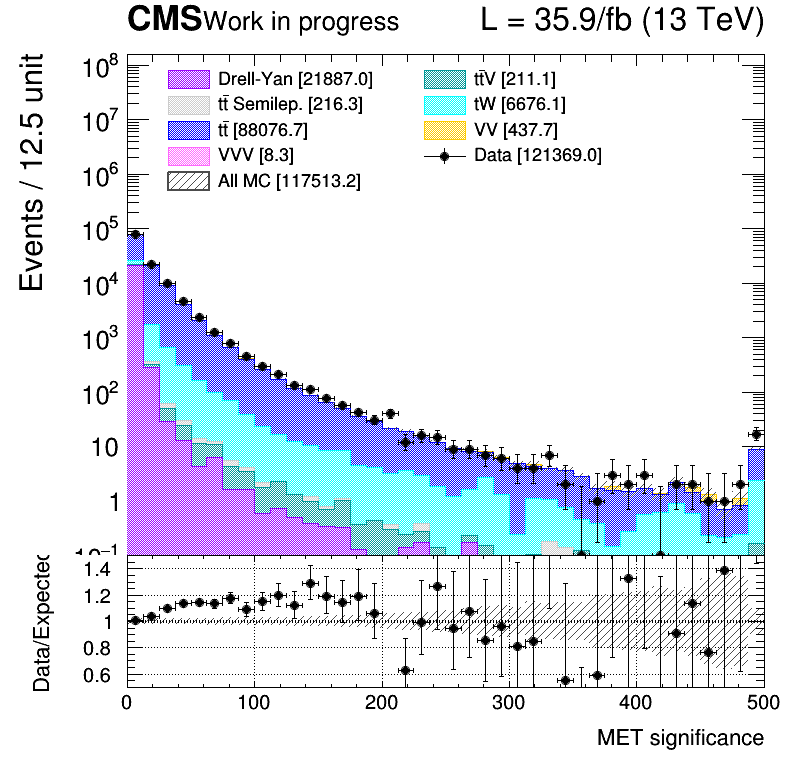 CMS Work in progress L = 35.9/fb (13 TeV)
Events / 12.5 unit
10⁸
10⁷
10⁶
10⁵
10⁴
10³
10²
10
1
10⁻¹
Drell-Yan [21887.0]
tt̄ Semilep. [216.3]
tt̄ [88076.7]
VVV [8.3]
All MC [117513.2]
tt̄V [211.1]
tW [6676.1]
VV [437.7]
Data [121369.0]
Data/Expected
1.4
1.2
1
0.8
0.6
0 100 200 300 400 500
MET significance